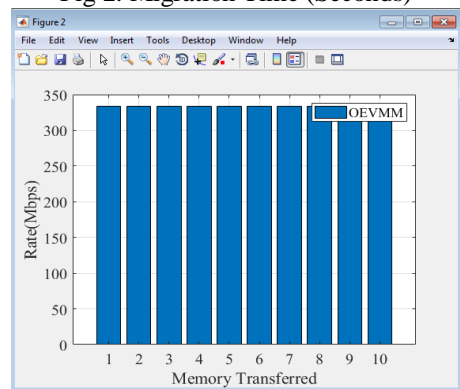 Fig 2. Migration Time (Seconds)
Figure 2
File Edit View Insert Tools Desktop Window Help
350
300
250
200
150
100
50
0
Rate(Mbps)
OEVMM
1 2 3 4 5 6 7 8 9 10
Memory Transferred